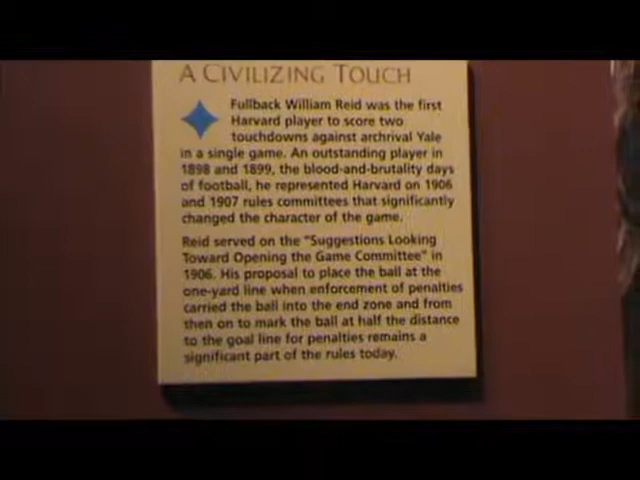 A CIVILIZING TOUCH
Fullback William Reid was the first
Harvard player to score two
touchdowns against archrival Yale
in a single game. An outstanding player in
1898 and 1899, the blood-and-brutality days
of football, he represented Harvard on 1906
and 1907 rules committees that significantly
changed the character of the game.
Reid served on the "Suggestions Looking
Toward Opening the Game Committee" in
1906. His proposal to place the ball at the
one-yard line when enforcement of penalties
carried the ball into the end zone and from
then on to mark the ball at half the distance
to the goal line for penalties remains a
significant part of the rules today.